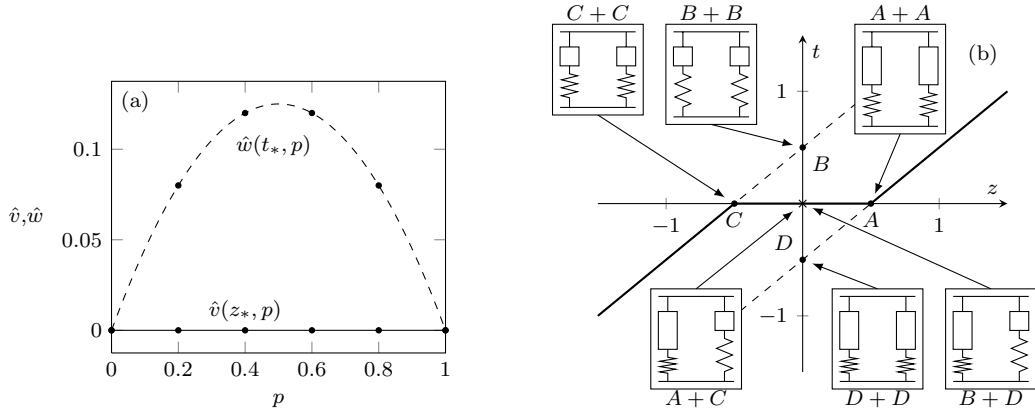 (a)
0.1
0.05
0
v̂,ŵ
ŵ(t∗, p)
v̂(z∗, p)
0 0.2 0.4 0.6 0.8 1
p
C + C B + B A + A
t (b)
1
B
z
−1 C A 1
D
−1
A + C D + D B + D